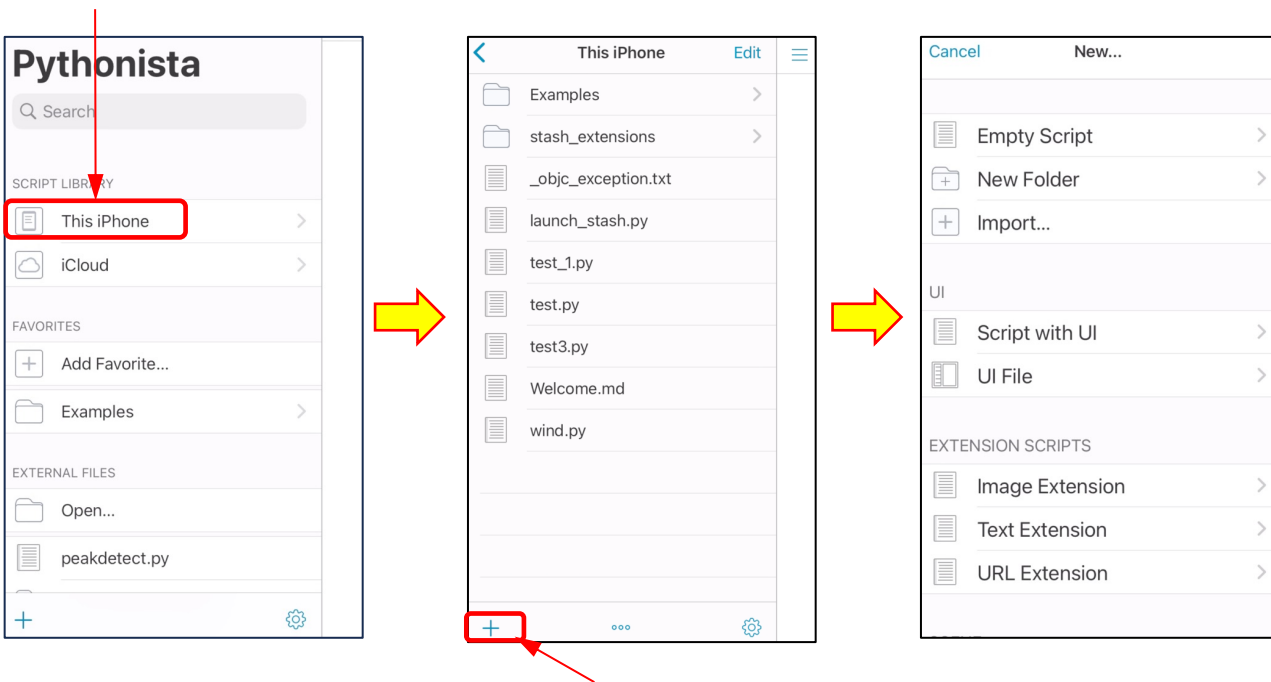 Pythonista
Search
SCRIPT LIBRARY
This iPhone
iCloud
FAVORITES
Add Favorite...
Examples
EXTERNAL FILES
Open...
peakdetect.py
This iPhone
Edit
Examples
stash_extensions
_objc_exception.txt
launch_stash.py
test_1.py
test.py
test3.py
Welcome.md
wind.py
Cancel
New...
Empty Script
New Folder
Import...
UI
Script with UI
UI File
EXTENSION SCRIPTS
Image Extension
Text Extension
URL Extension